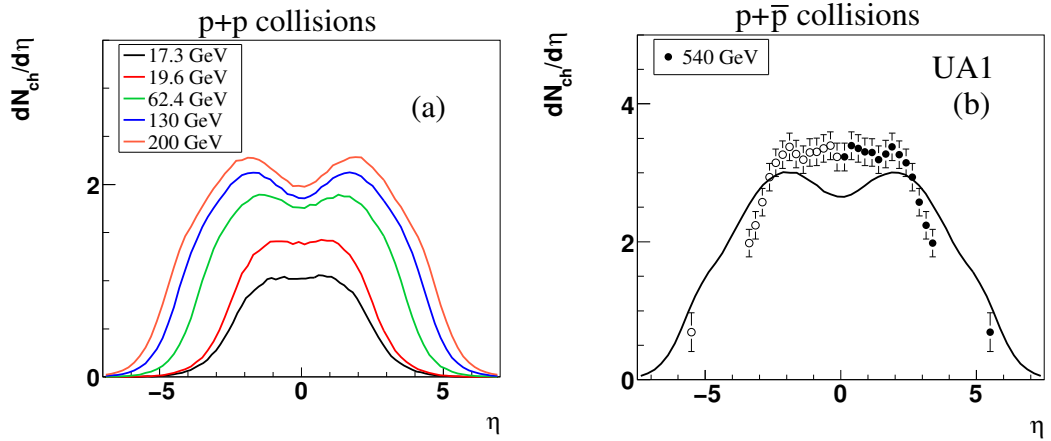 p+p collisions
dN_ch/dη
17.3 GeV
19.6 GeV
62.4 GeV
130 GeV
200 GeV
(a)
2
0
−5 0 5
η
p+p̅ collisions
dN_ch/dη
540 GeV
UA1
(b)
4
2
0
−5 0 5
η